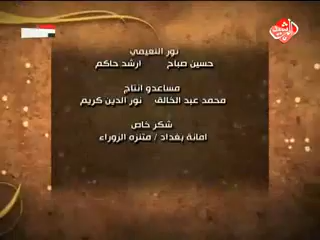 نور النعيمي
حسين صباح ارشد حاكم
مساعدو انتاج
محمد عبد الخالق نور الدين كريم
شكر خاص
امانة بغداد / متنزه الزوراء